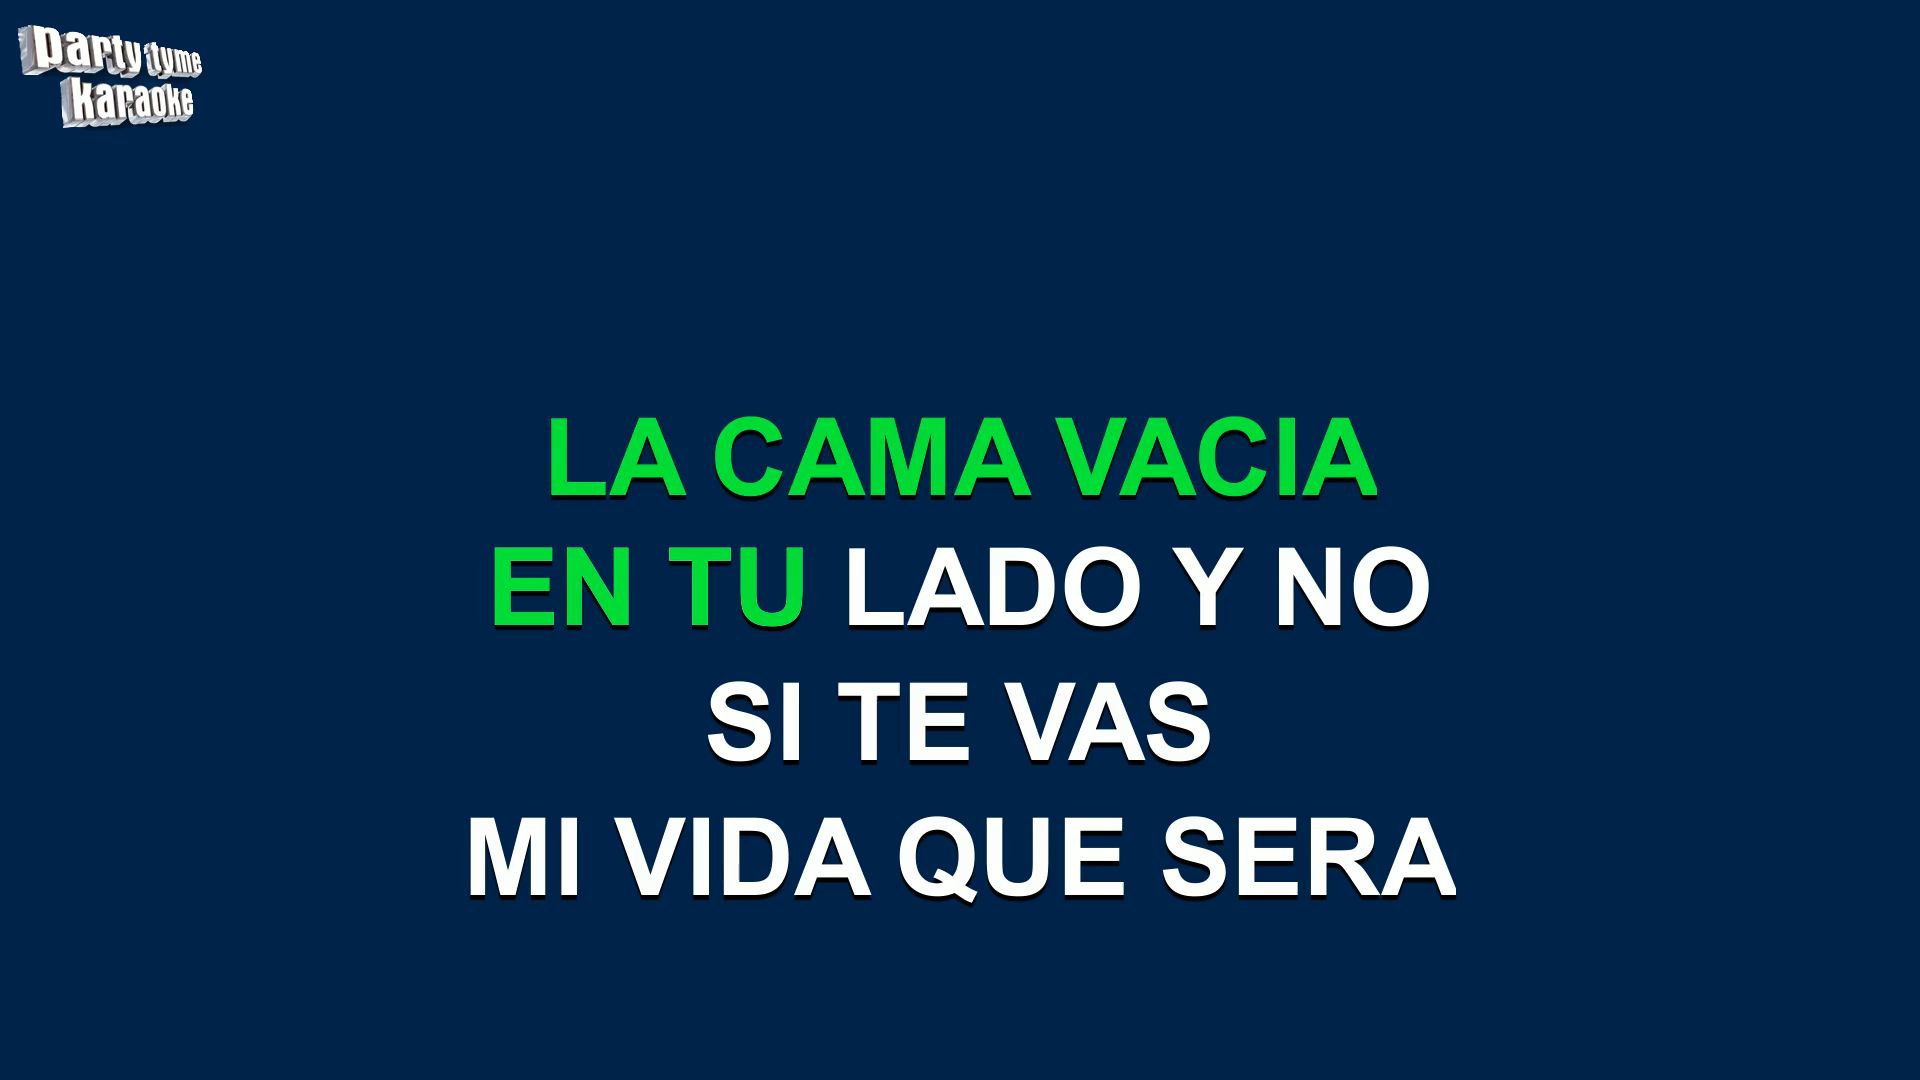 party tyme
karaoke
LA CAMA VACIA
EN TU LADO Y NO
SI TE VAS
MI VIDA QUE SERA